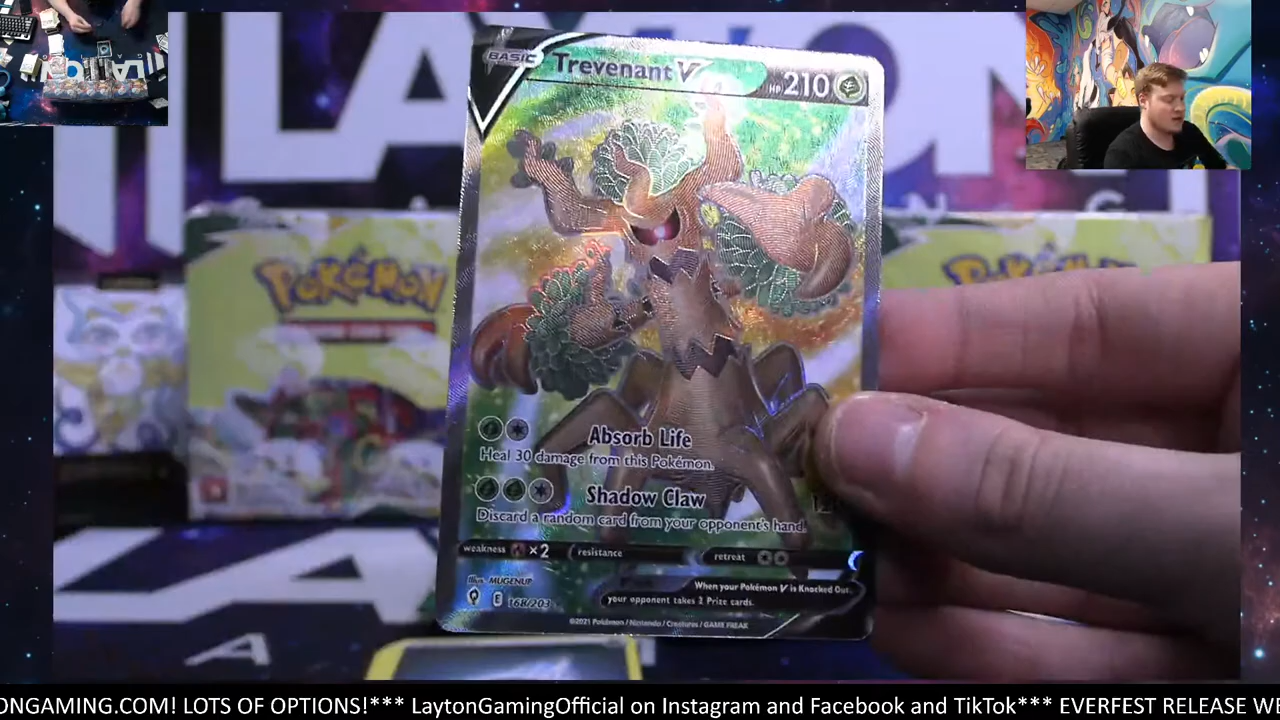 BASIC Trevenant V HP 210
POKÉMON
POKÉMON
Absorb Life
Heal 30 damage from this Pokémon.
Shadow Claw
Discard a random card from your opponent's hand.
weakness ×2 resistance retreat
Illus. MUGENUP
E 168/203
When your Pokémon V is Knocked Out,
your opponent takes 2 Prize cards.
©2021 Pokémon / Nintendo / Creatures / GAME FREAK
ONGAMING.COM! LOTS OF OPTIONS!*** LaytonGamingOfficial on Instagram and Facebook and TikTok*** EVERFEST RELEASE WE